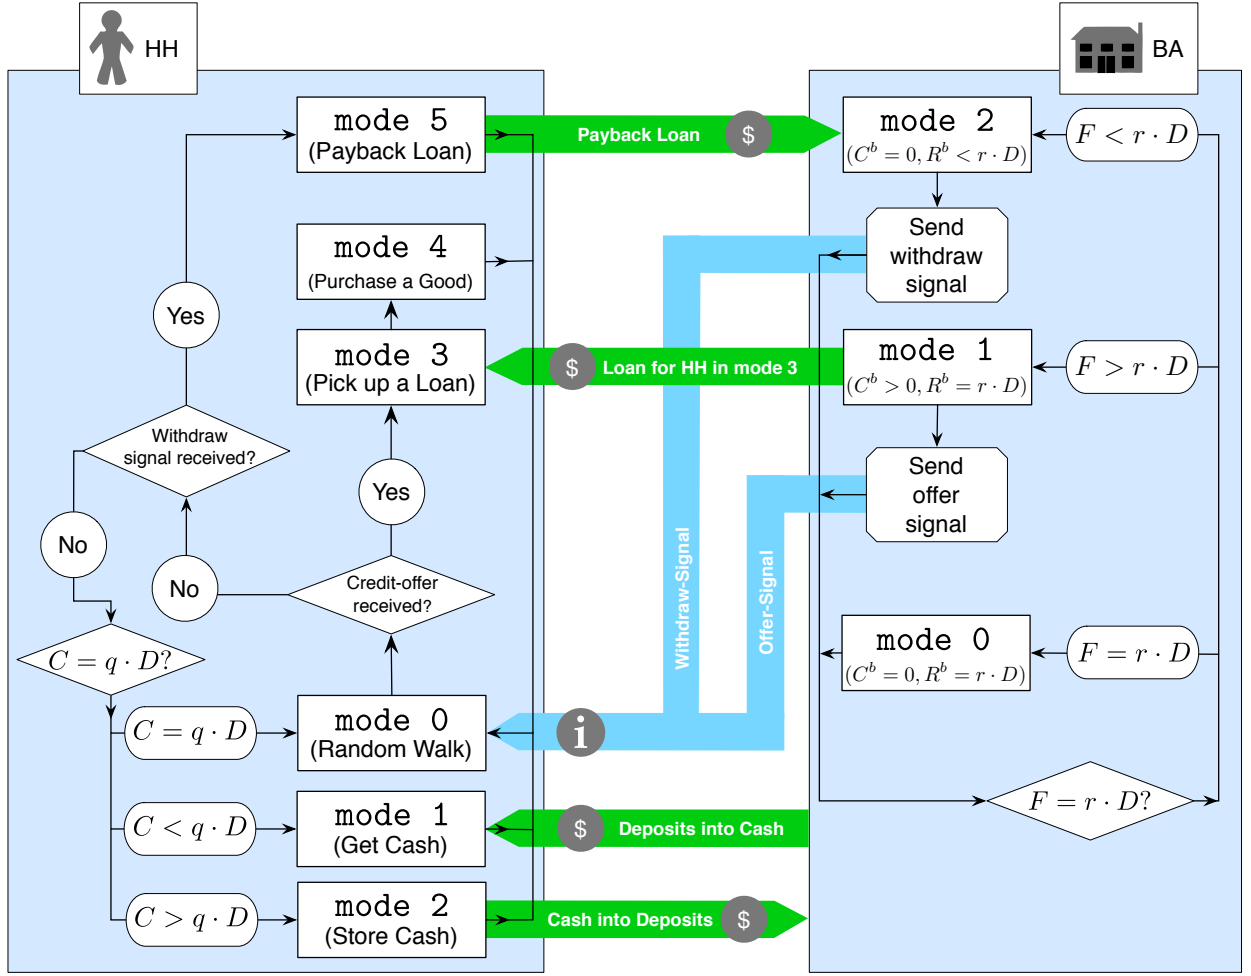 HH
BA
mode 5
(Payback Loan)
Payback Loan
$
mode 2
(C^b = 0, R^b < r · D)
F < r · D
Send
withdraw
signal
mode 4
(Purchase a Good)
Yes
mode 3
(Pick up a Loan)
$
Loan for HH in mode 3
mode 1
(C^b > 0, R^b = r · D)
F > r · D
Withdraw
signal received?
Yes
Send
offer
signal
No
No
Credit-offer
received?
Withdraw-Signal
Offer-Signal
C = q · D?
mode 0
(C^b = 0, R^b = r · D)
F = r · D
C = q · D
mode 0
(Random Walk)
i
F = r · D?
C < q · D
mode 1
(Get Cash)
$
Deposits into Cash
C > q · D
mode 2
(Store Cash)
Cash into Deposits
$